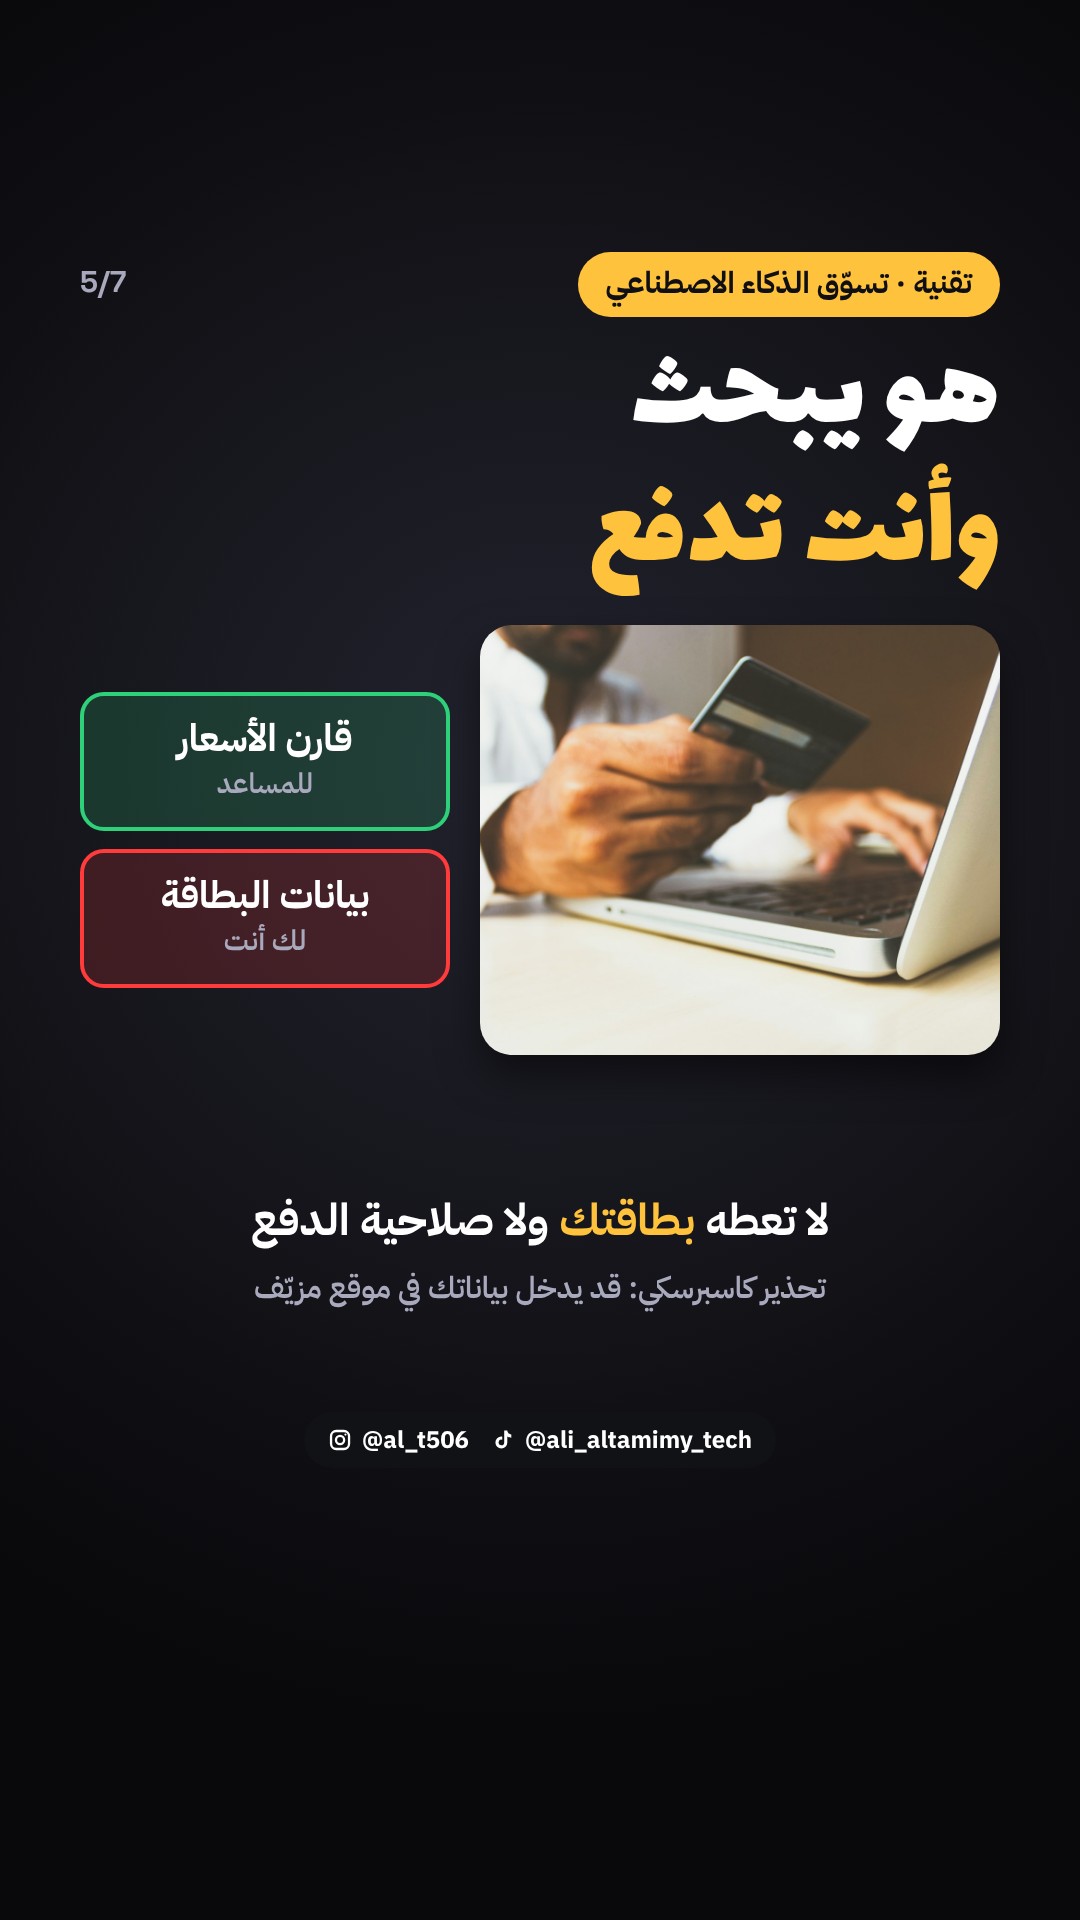 تقنية · تسوّق الذكاء الاصطناعي
5/7
هو يبحث
وأنت تدفع
قارن الأسعار
للمساعد
بيانات البطاقة
لك أنت
لا تعطه بطاقتك ولا صلاحية الدفع
تحذير كاسبرسكي: قد يدخل بياناتك في موقع مزيّف
@al_t506 @ali_altamimy_tech